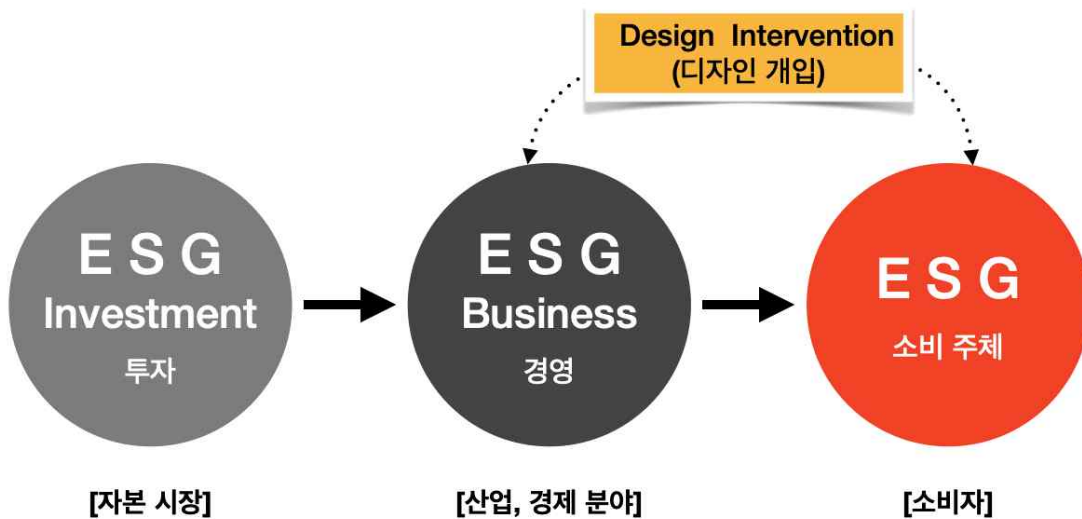 Design Intervention
(디자인 개입)
E S G
Investment
투자
E S G
Business
경영
E S G
소비 주체
[자본 시장]
[산업, 경제 분야]
[소비자]